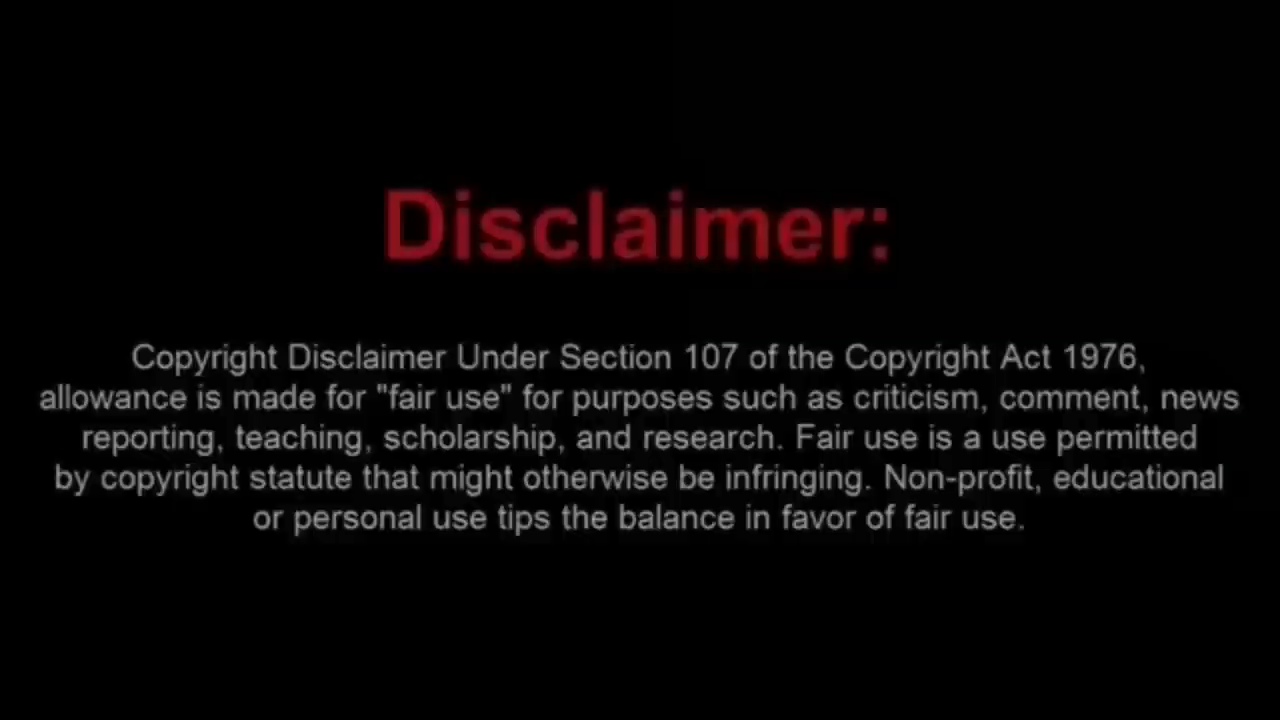 Disclaimer:
Copyright Disclaimer Under Section 107 of the Copyright Act 1976,
allowance is made for "fair use" for purposes such as criticism, comment, news
reporting, teaching, scholarship, and research. Fair use is a use permitted
by copyright statute that might otherwise be infringing. Non-profit, educational
or personal use tips the balance in favor of fair use.